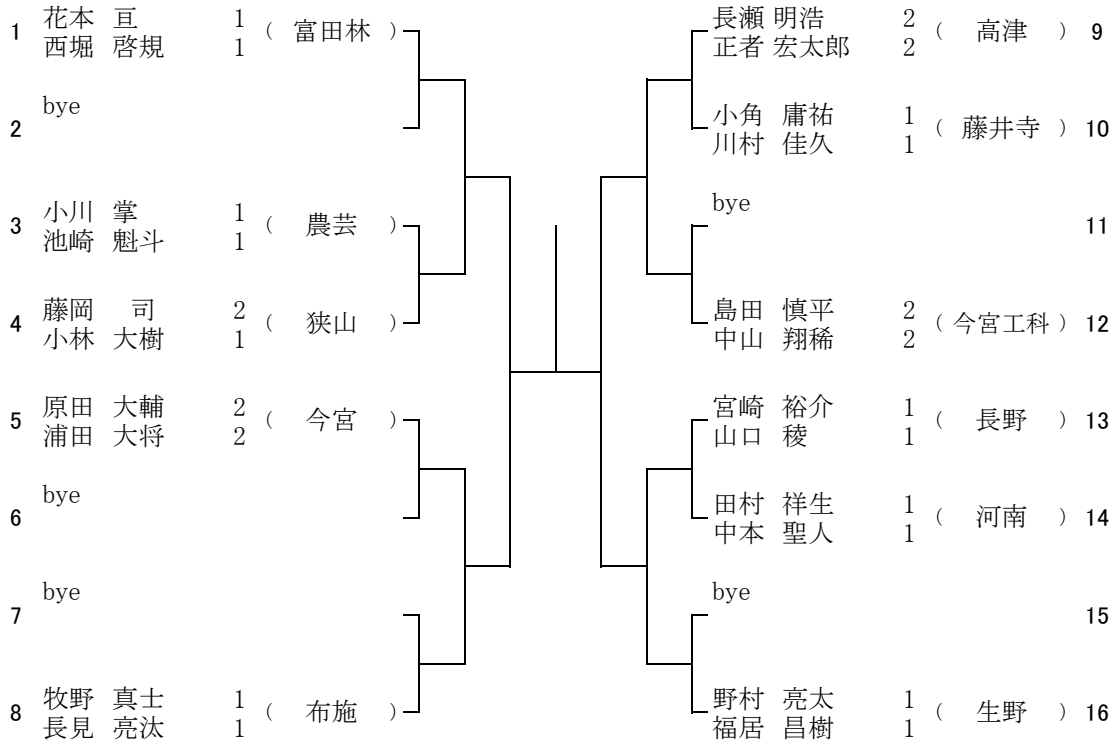 1 花本 亘 1 ( 富田林 )
西堀 啓規 1
2 bye
3 小川 掌 1 ( 農芸 )
池崎 魁斗 1
4 藤岡 司 2 ( 狭山 )
小林 大樹 1
5 原田 大輔 2 ( 今宮 )
浦田 大将 2
6 bye
7 bye
8 牧野 真士 1 ( 布施 )
長見 亮汰 1
長瀬 明浩 2 ( 高津 ) 9
正者 宏太郎 2
小角 庸祐 1 ( 藤井寺 ) 10
川村 佳久 1
bye 11
島田 慎平 2 ( 今宮工科 ) 12
中山 翔稀 2
宮崎 裕介 1 ( 長野 ) 13
山口 稜 1
田村 祥生 1 ( 河南 ) 14
中本 聖人 1
bye 15
野村 亮太 1 ( 生野 ) 16
福居 昌樹 1